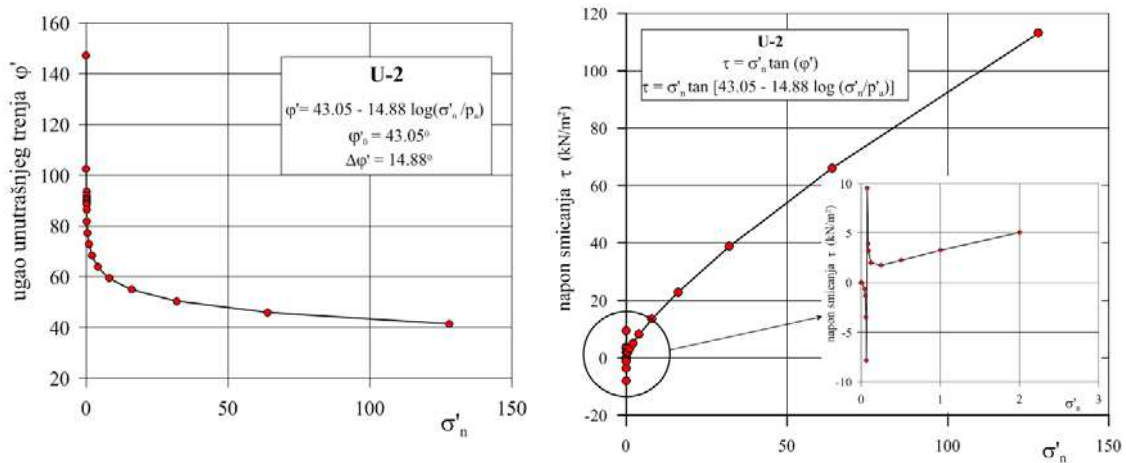 160
140
120
100
80
60
40
20
0
50
100
150
ugao unutrašnjeg trenja φ'
σ'n
U-2
φ'= 43.05 - 14.88 log(σ'n /pa)
φ'0 = 43.05°
Δφ' = 14.88°
120
100
80
60
40
20
0
-20
0
50
100
150
napon smicanja τ (kN/m²)
σ'n
U-2
τ = σ'n tan (φ')
τ = σ'n tan [43.05 - 14.88 log (σ'n/p'a)]
10
5
0
-5
-10
0
1
2
3
napon smicanja τ (kN/m²)
σ'n